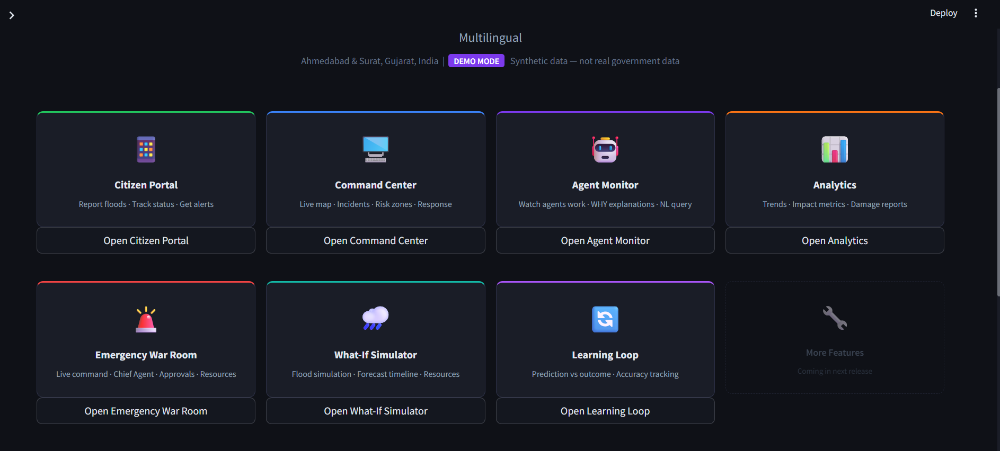 Deploy
Multilingual
Ahmedabad & Surat, Gujarat, India | DEMO MODE Synthetic data — not real government data
Citizen Portal
Report floods · Track status · Get alerts
Open Citizen Portal
Command Center
Live map · Incidents · Risk zones · Response
Open Command Center
Agent Monitor
Watch agents work · WHY explanations · NL query
Open Agent Monitor
Analytics
Trends · Impact metrics · Damage reports
Open Analytics
Emergency War Room
Live command · Chief Agent · Approvals · Resources
Open Emergency War Room
What-If Simulator
Flood simulation · Forecast timeline · Resources
Open What-If Simulator
Learning Loop
Prediction vs outcome · Accuracy tracking
Open Learning Loop
More Features
Coming in next release